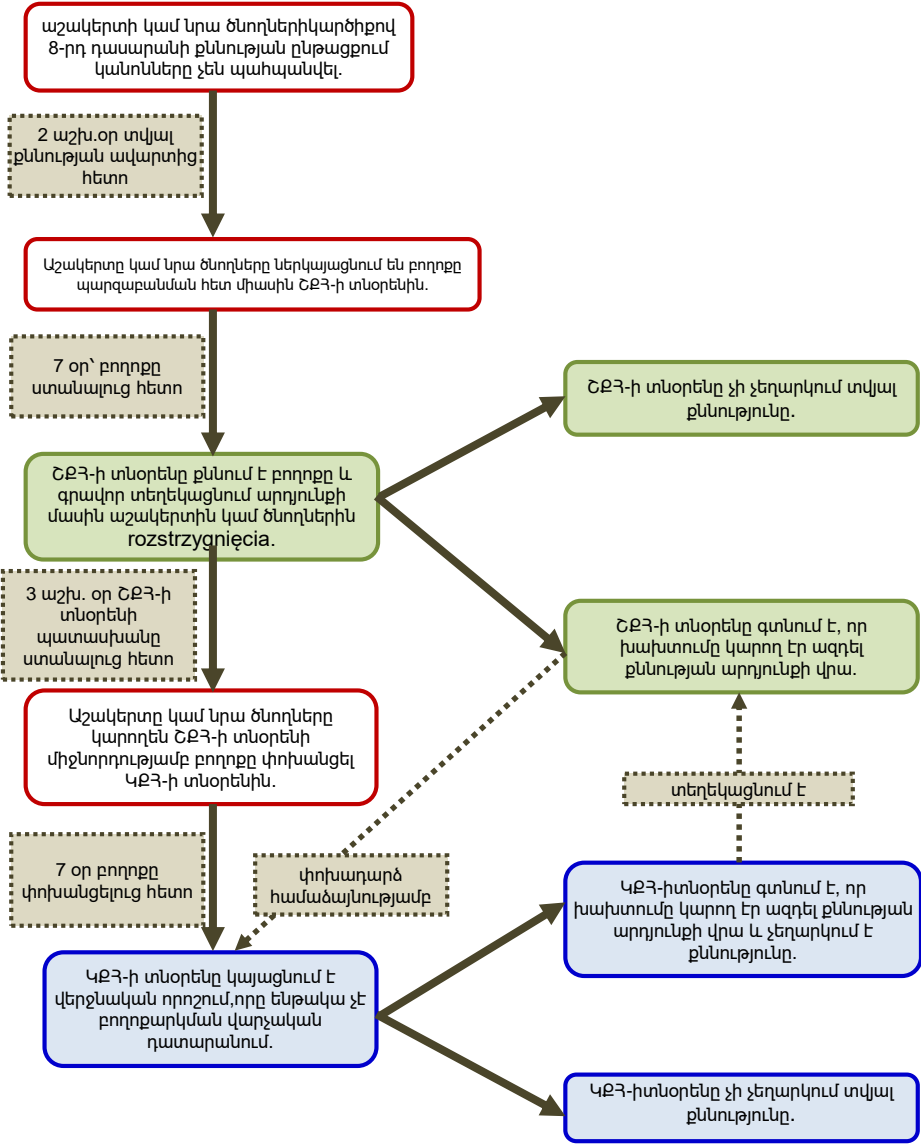 աշակերտի կամ նրա ծնողներիկարծիքով
8-րդ դասարանի քննության ընթացքում
կանոնները չեն պահպանվել.
2 աշխ.օր տվյալ
քննության ավարտից
հետո
Աշակերտը կամ նրա ծնողները ներկայացնում են բողոքը
պարզաբանման հետ միասին ՇՔՀ-ի տնօրենին.
7 օր՝ բողոքը
ստանալուց հետո
ՇՔՀ-ի տնօրենը չի չեղարկում տվյալ
քննությունը.
ՇՔՀ-ի տնօրենը քննում է բողոքը և
գրավոր տեղեկացնում արդյունքի
մասին աշակերտին կամ ծնողներին
rozstrzygnięcia.
3 աշխ. օր ՇՔՀ-ի
տնօրենի
պատասխանը
ստանալուց հետո
ՇՔՀ-ի տնօրենը գտնում է, որ
խախտումը կարող էր ազդել
քննության արդյունքի վրա.
Աշակերտը կամ նրա ծնողները
կարողեն ՇՔՀ-ի տնօրենի
միջնորդությամբ բողոքը փոխանցել
ԿՔՀ-ի տնօրենին.
տեղեկացնում է
7 օր բողոքը
փոխանցելուց հետո
փոխադարձ
համաձայնությամբ
ԿՔՀ-իտնօրենը գտնում է, որ
խախտումը կարող էր ազդել քննության
արդյունքի վրա և չեղարկում է
քննությունը.
ԿՔՀ-ի տնօրենը կայացնում է
վերջնական որոշում,որը ենթակա չէ
բողոքարկման վարչական
դատարանում.
ԿՔՀ-իտնօրենը չի չեղարկում տվյալ
քննությունը.